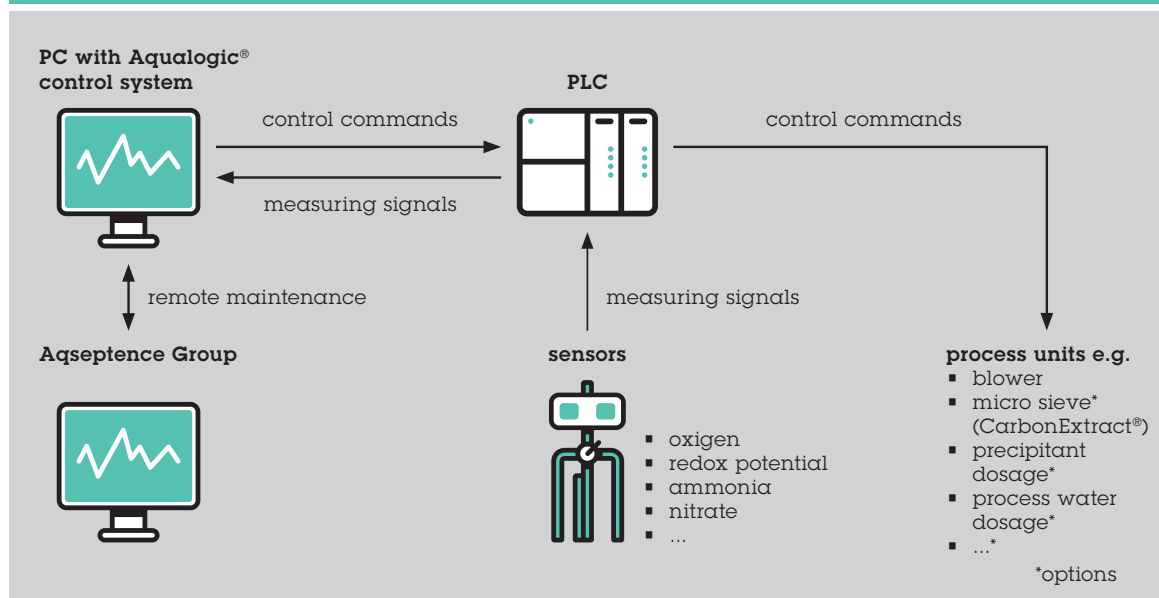 PC with Aqualogic®
control system
PLC
control commands
control commands
measuring signals
remote maintenance
measuring signals
Aqseptence Group
sensors
process units e.g.
▪ blower
▪ micro sieve*
(CarbonExtract®)
▪ precipitant
dosage*
▪ process water
dosage*
▪ ...*
▪ oxigen
▪ redox potential
▪ ammonia
▪ nitrate
▪ ...
*options